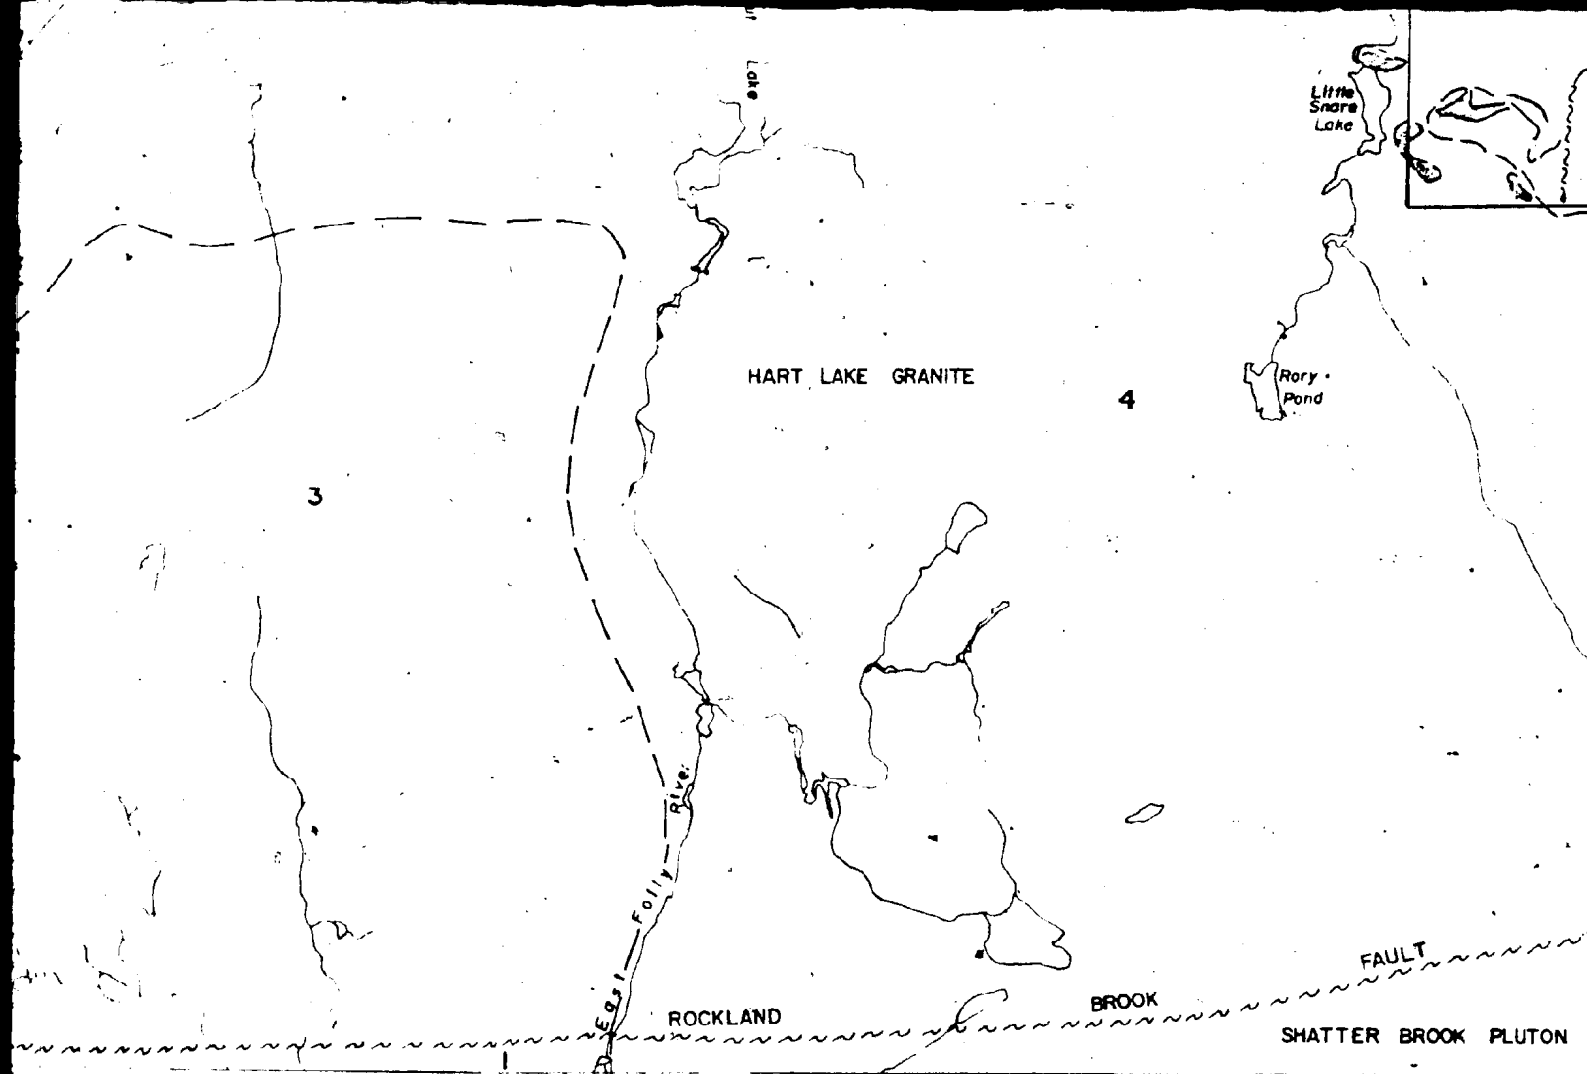 Lake
Little
Snare
Lake
HART LAKE GRANITE
4
Rory
Pond
3
East Folly River
FAULT
BROOK
ROCKLAND
SHATTER BROOK PLUTON